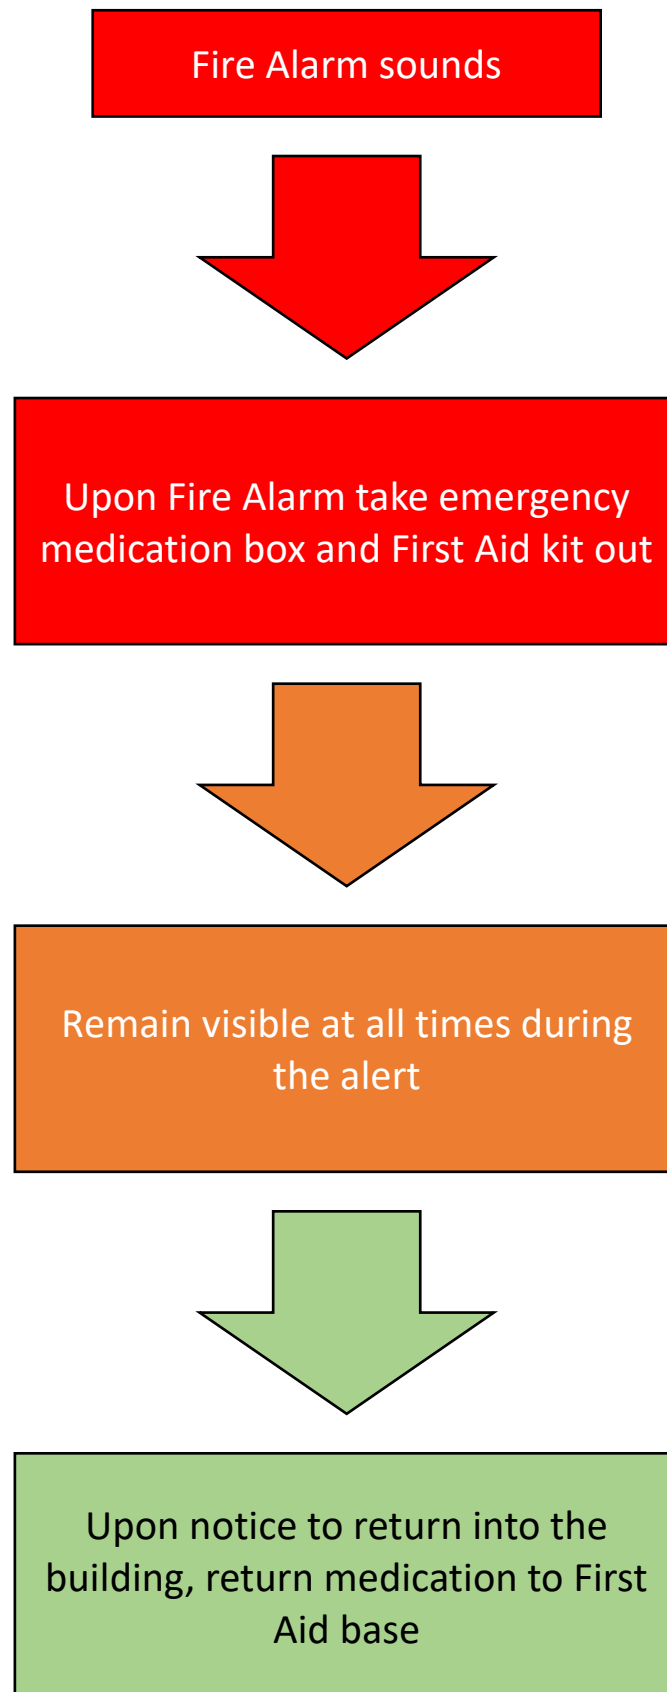 Fire Alarm sounds
Upon Fire Alarm take emergency
medication box and First Aid kit out
Remain visible at all times during
the alert
Upon notice to return into the
building, return medication to First
Aid base